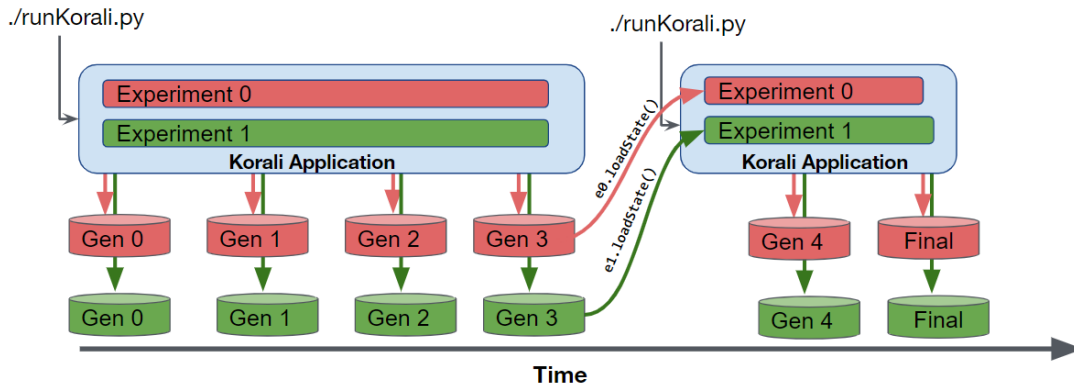 ./runKorali.py
./runKorali.py
Experiment 0
Experiment 1
Korali Application
e0.loadState()
e1.loadState()
Experiment 0
Experiment 1
Korali Application
Gen 0
Gen 1
Gen 2
Gen 3
Gen 4
Final
Gen 0
Gen 1
Gen 2
Gen 3
Gen 4
Final
Time